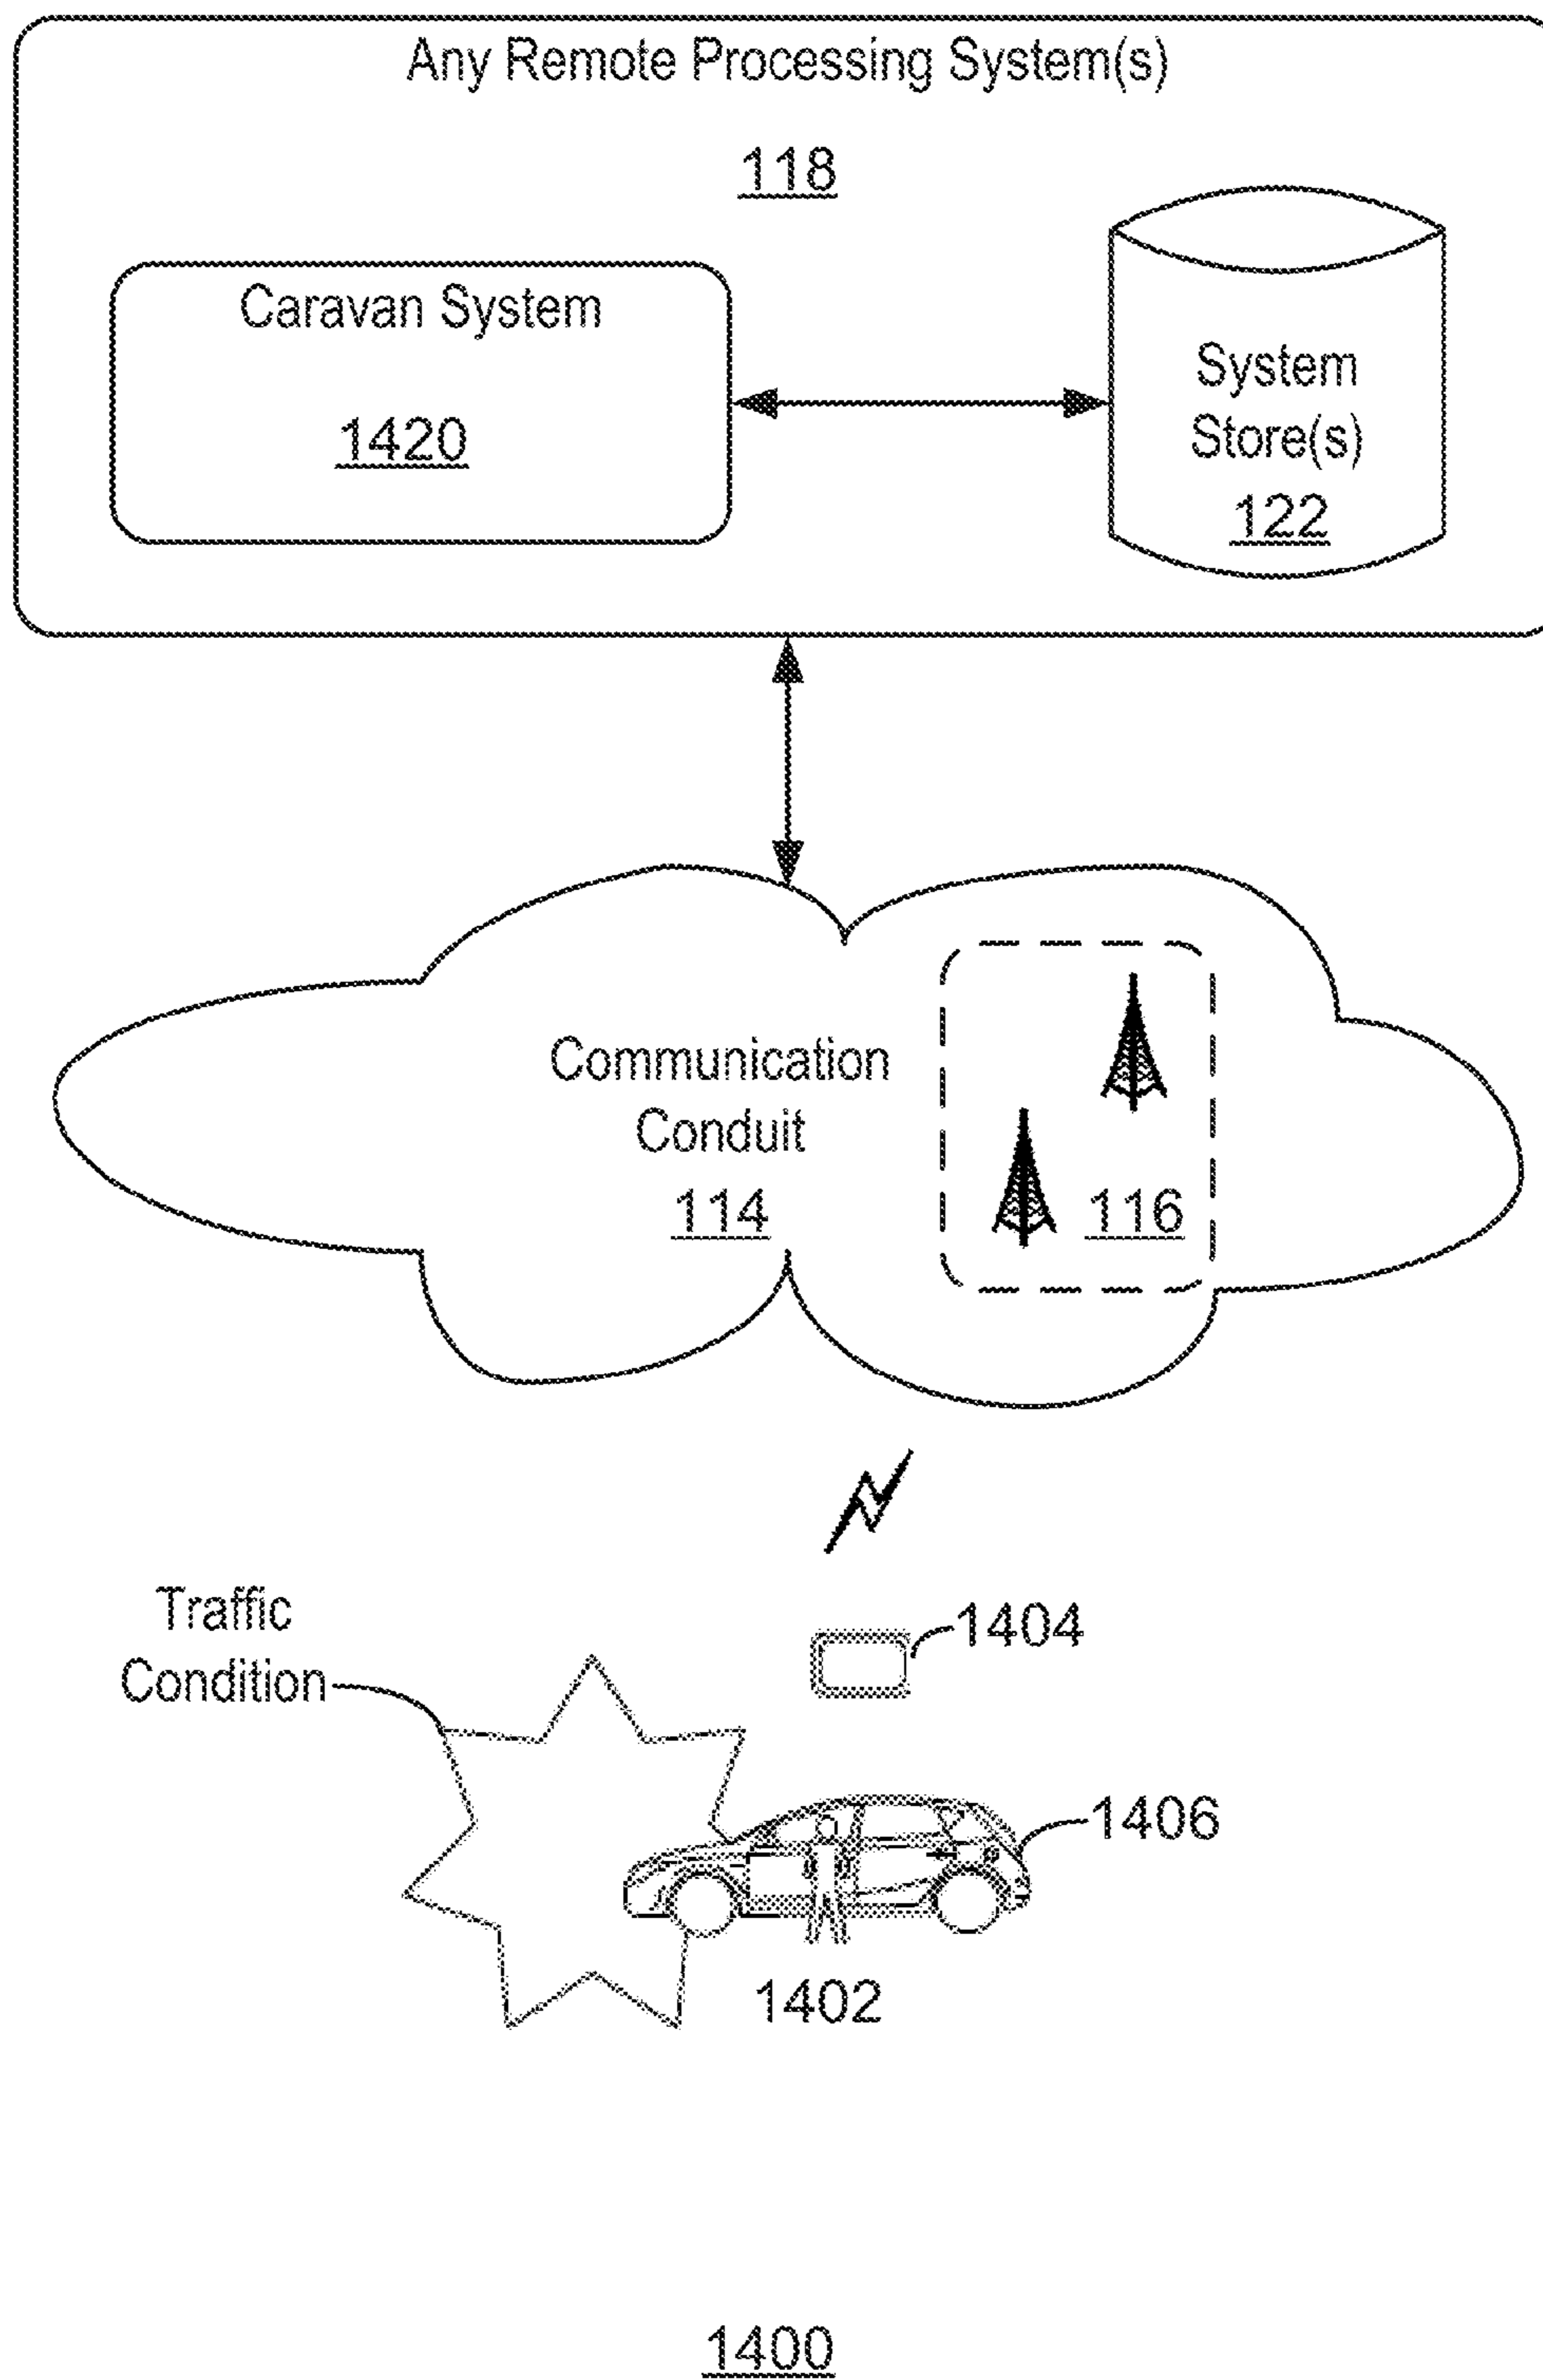 Any Remote Processing System(s)
118
Caravan System
1420
System
Store(s)
122
Communication
Conduit
114
116
Traffic
Condition
1404
1406
1402
1400